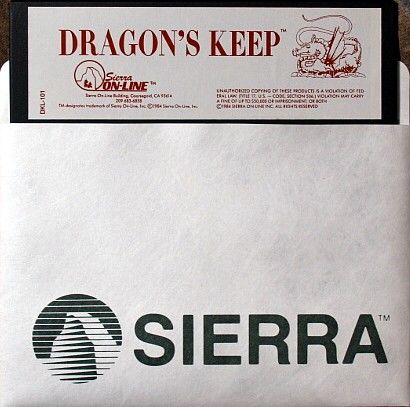 DRAGON'S KEEP™
Sierra
ON-LINE™
Sierra On-Line Building, Coarsegold, CA 93614
209-683-6858
TM designates trademark of Sierra On-Line, Inc. ©1984 Sierra On-Line, Inc.
UNAUTHORIZED COPYING OF THESE PRODUCTS IS A VIOLATION OF FED
ERAL LAW. (TITLE 17, U.S. — CODE, SECTION 506.) VIOLATION MAY CARRY
A FINE OF UP TO $50,000 OR IMPRISONMENT, OR BOTH
©1984 SIERRA ON-LINE INC. ALL RIGHTS RESERVED
DKL-101
SIERRA™